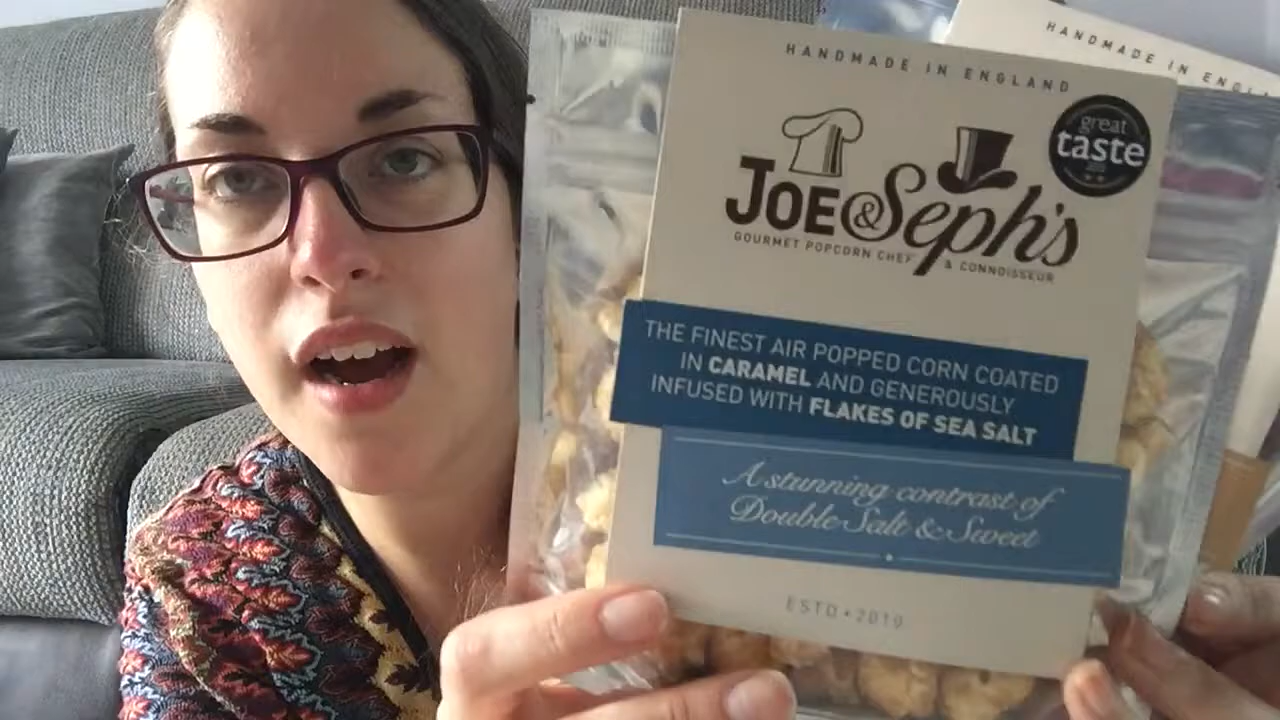 HANDMADE IN ENGLAND
great
taste
JOE & Seph's
GOURMET POPCORN CHEF & CONNOISSEUR
THE FINEST AIR POPPED CORN COATED
IN CARAMEL AND GENEROUSLY
INFUSED WITH FLAKES OF SEA SALT
A stunning contrast of
Double Salt & Sweet
ESTD • 2010
HANDMADE IN ENGL